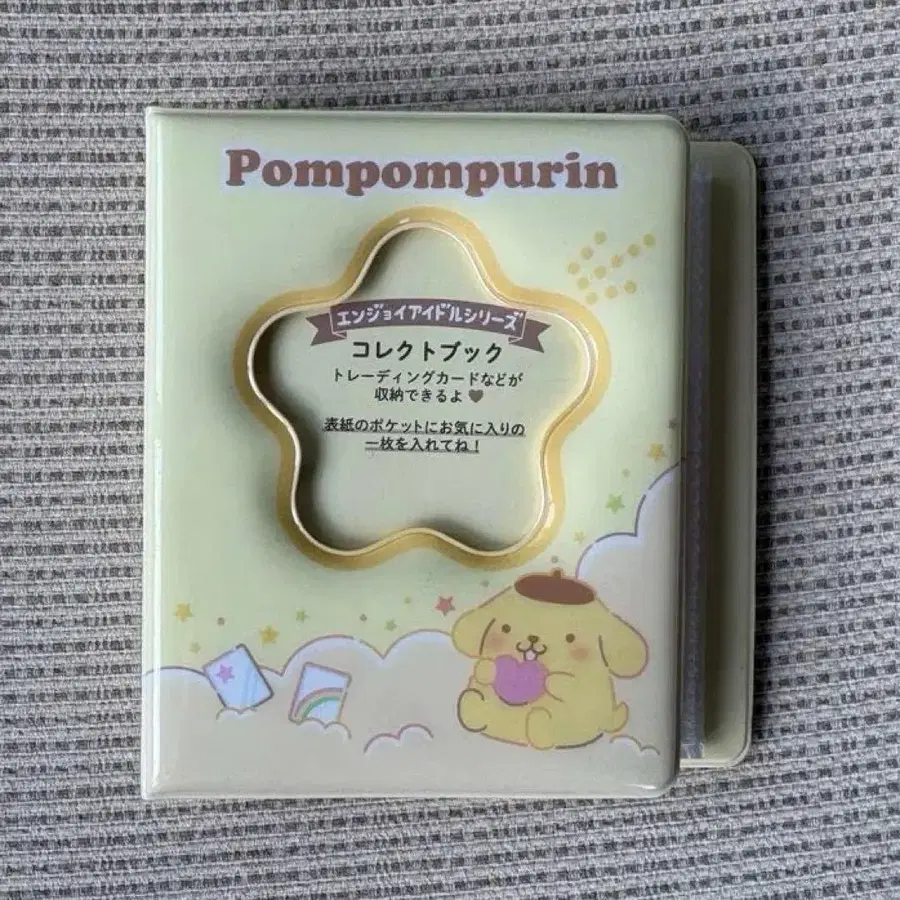 Pompompurin
エンジョイアイドルシリーズ
コレクトブック
トレーディングカードなどが
収納できるよ♥
表紙のポケットにお気に入りの
一枚を入れてね!